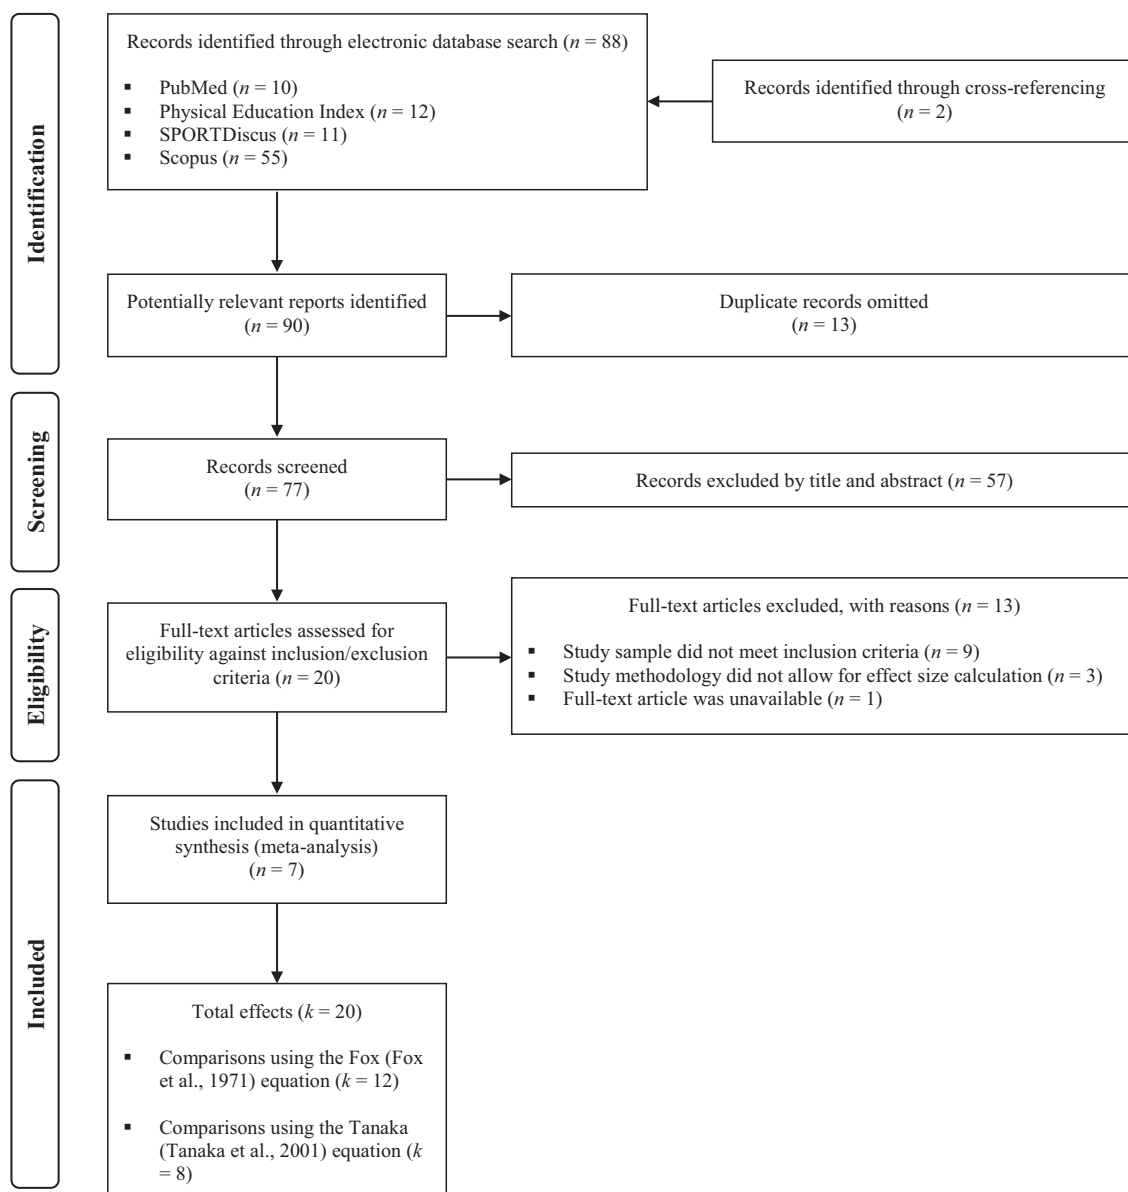 Identification
Records identified through electronic database search (n = 88)
▪ PubMed (n = 10)
▪ Physical Education Index (n = 12)
▪ SPORTDiscus (n = 11)
▪ Scopus (n = 55)
Records identified through cross-referencing
(n = 2)
Potentially relevant reports identified
(n = 90)
Duplicate records omitted
(n = 13)
Screening
Records screened
(n = 77)
Records excluded by title and abstract (n = 57)
Eligibility
Full-text articles assessed for
eligibility against inclusion/exclusion
criteria (n = 20)
Full-text articles excluded, with reasons (n = 13)
▪ Study sample did not meet inclusion criteria (n = 9)
▪ Study methodology did not allow for effect size calculation (n = 3)
▪ Full-text article was unavailable (n = 1)
Included
Studies included in quantitative
synthesis (meta-analysis)
(n = 7)
Total effects (k = 20)
▪ Comparisons using the Fox (Fox
et al., 1971) equation (k = 12)
▪ Comparisons using the Tanaka
(Tanaka et al., 2001) equation (k
= 8)